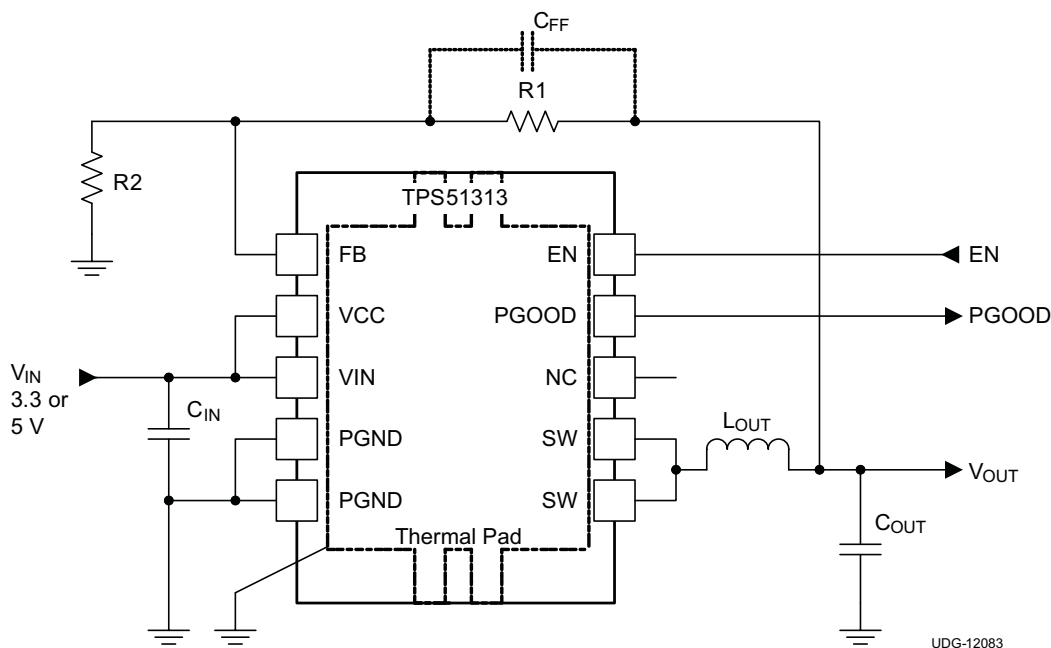 CFF
R1
R2
TPS51313
FB
EN
EN
VCC
PGOOD
PGOOD
VIN
3.3 or
5 V
VIN
NC
CIN
LOUT
PGND
SW
VOUT
PGND
SW
COUT
Thermal Pad
UDG-12083